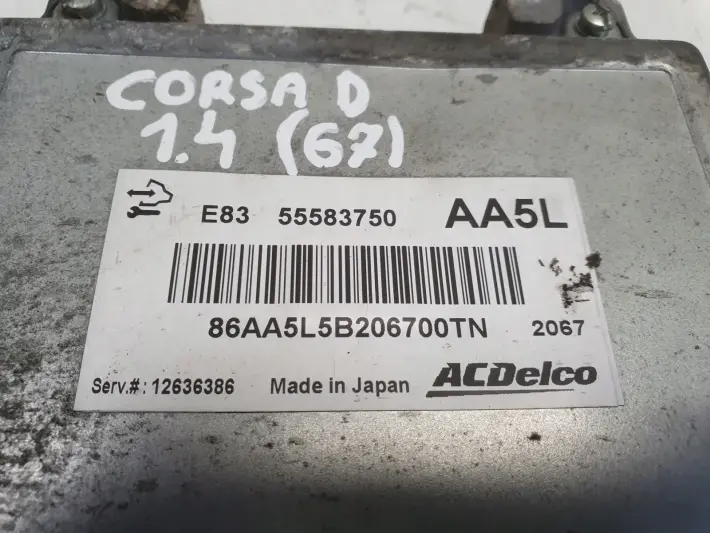 CORSA D
1.4 (67)
E83 55583750 AA5L
86AA5L5B206700TN 2067
Serv.#: 12636386 Made in Japan ACDelco